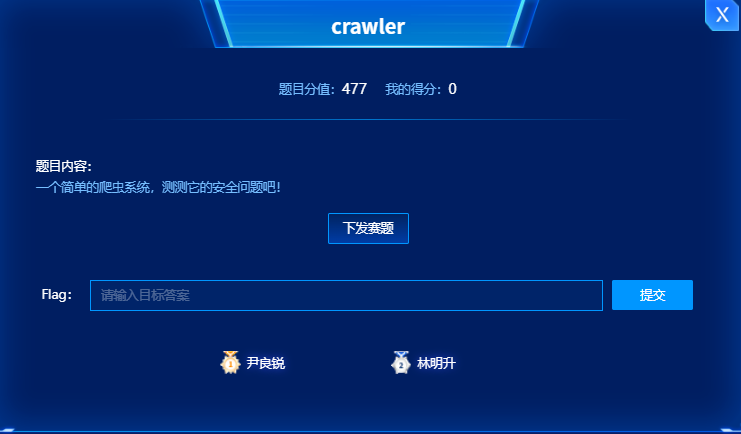 crawler
X
题目分值：477 我的得分：0
题目内容：
一个简单的爬虫系统，测测它的安全问题吧！
下发赛题
Flag： 请输入目标答案 提交
1 尹良锐 2 林明升